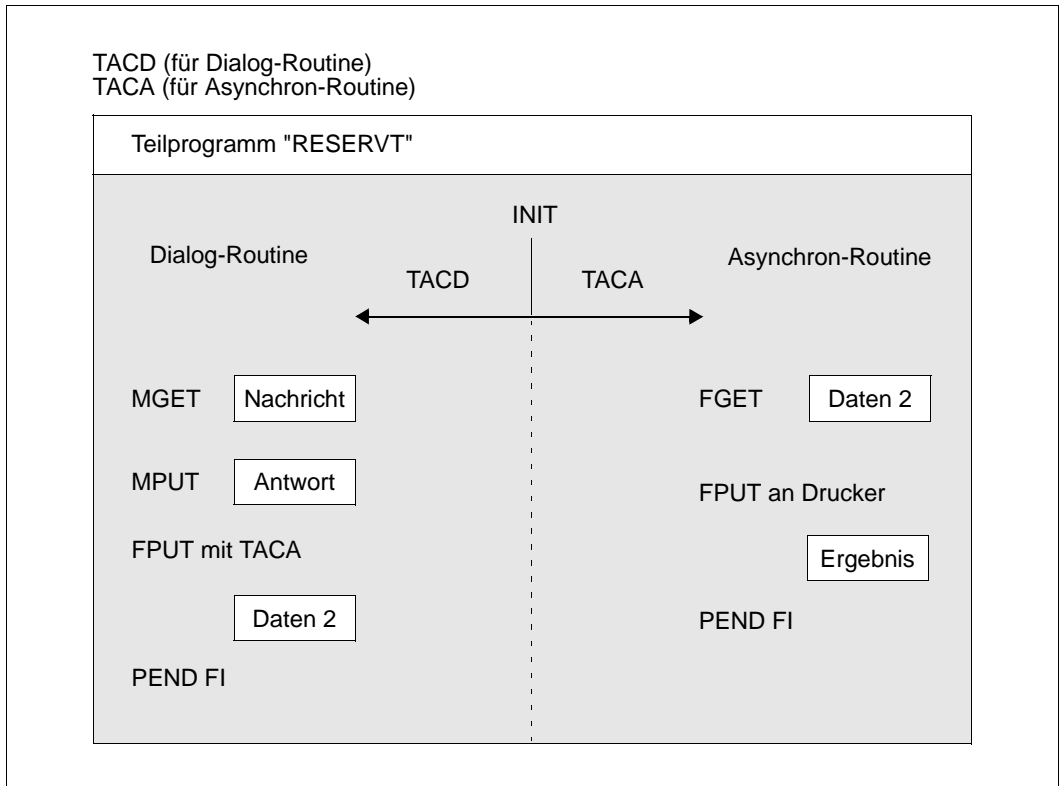 TACD (für Dialog-Routine)
TACA (für Asynchron-Routine)
Teilprogramm "RESERVT"
INIT
Dialog-Routine
Asynchron-Routine
TACD
TACA
MGET
Nachricht
MPUT
Antwort
FPUT mit TACA
Daten 2
PEND FI
FGET
Daten 2
FPUT an Drucker
Ergebnis
PEND FI